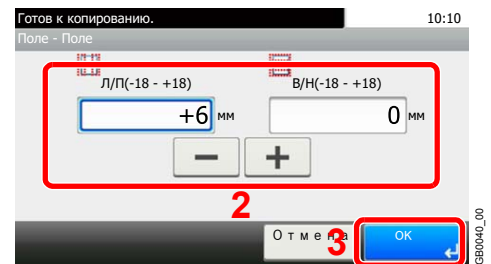 Готов к копированию. 10:10
Поле - Поле
Л/П(-18 - +18) В/Н(-18 - +18)
+6 мм 0 мм
− +
2
Отмена 3 OK
GB0040_00